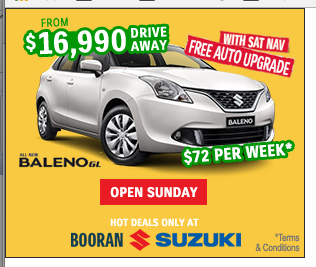 FROM
$16,990 DRIVE AWAY
WITH SAT NAV
FREE AUTO UPGRADE
BALENO
ALL-NEW
BALENO GL
$72 PER WEEK*
OPEN SUNDAY
HOT DEALS ONLY AT
BOORAN SUZUKI
*Terms
& Conditions